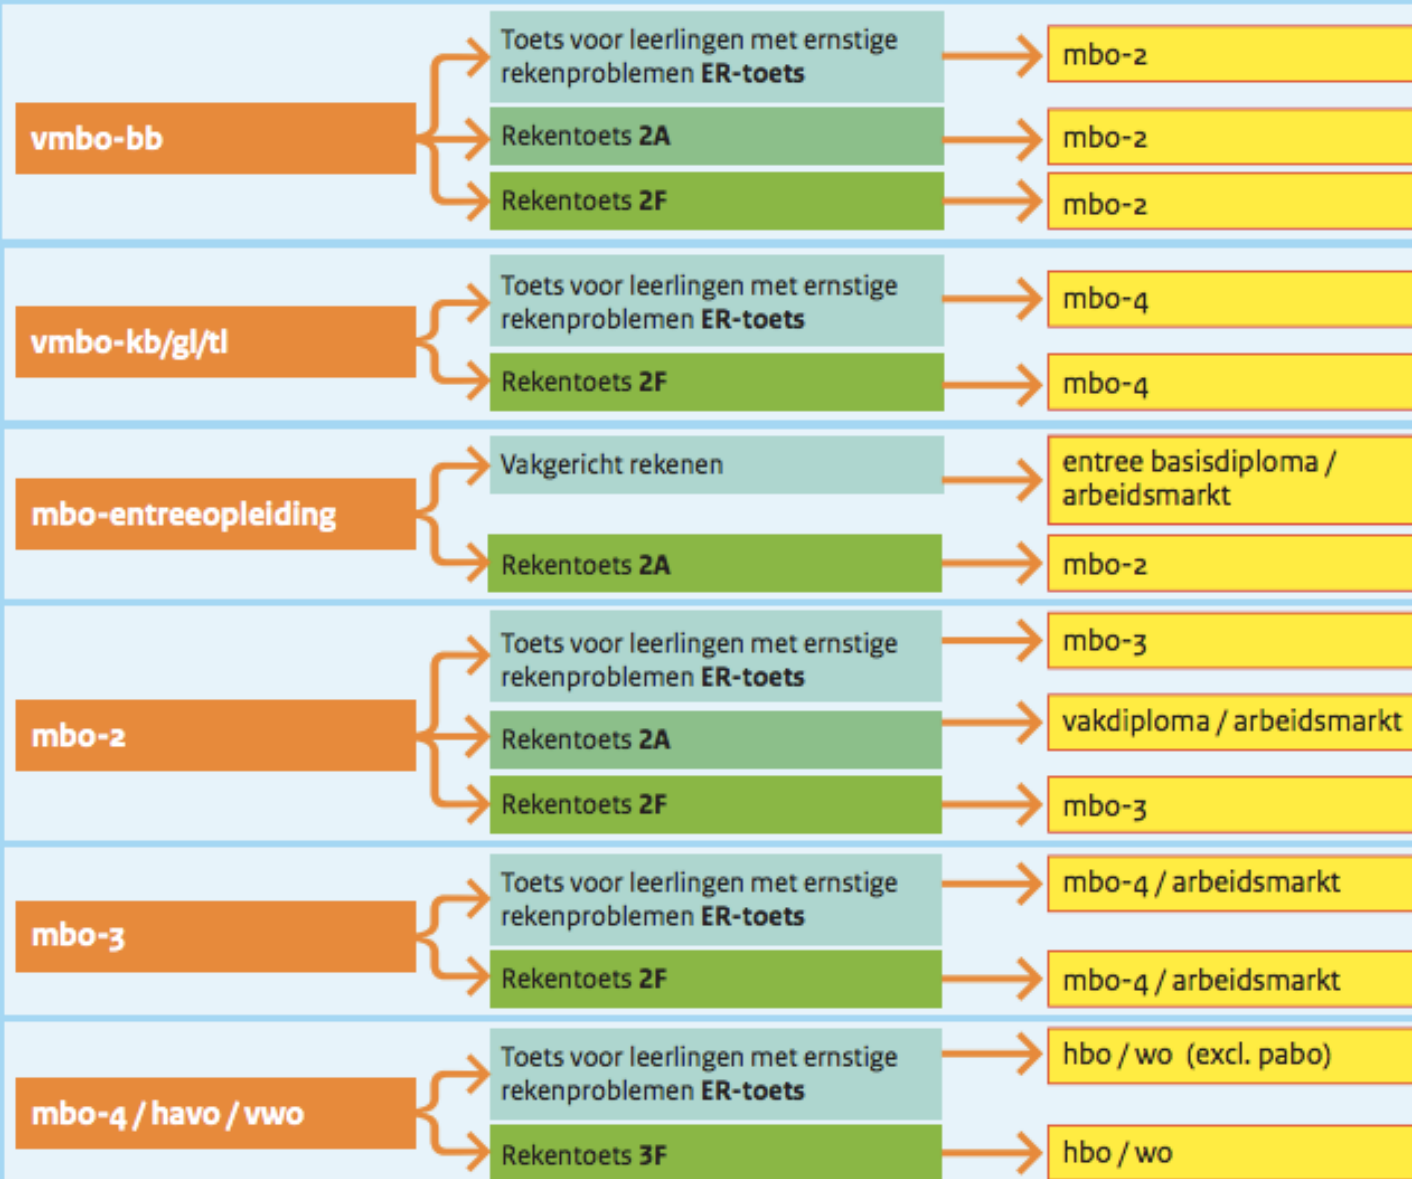 vmbo-bb
Toets voor leerlingen met ernstige
rekenproblemen ER-toets
mbo-2
Rekentoets 2A
mbo-2
Rekentoets 2F
mbo-2
vmbo-kb/gl/tl
Toets voor leerlingen met ernstige
rekenproblemen ER-toets
mbo-4
Rekentoets 2F
mbo-4
mbo-entreeopleiding
Vakgericht rekenen
entree basisdiploma /
arbeidsmarkt
Rekentoets 2A
mbo-2
mbo-2
Toets voor leerlingen met ernstige
rekenproblemen ER-toets
mbo-3
Rekentoets 2A
vakdiploma / arbeidsmarkt
Rekentoets 2F
mbo-3
mbo-3
Toets voor leerlingen met ernstige
rekenproblemen ER-toets
mbo-4 / arbeidsmarkt
Rekentoets 2F
mbo-4 / arbeidsmarkt
mbo-4 / havo / vwo
Toets voor leerlingen met ernstige
rekenproblemen ER-toets
hbo / wo (excl. pabo)
Rekentoets 3F
hbo / wo